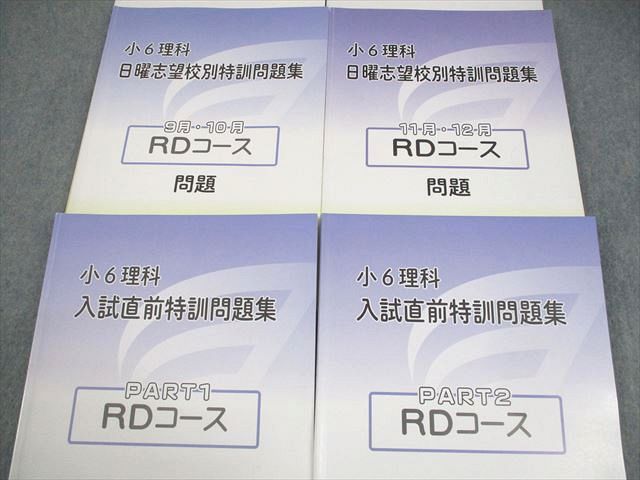 小6理科
日曜志望校別特訓問題集
9月・10月
RDコース
問題
小6理科
日曜志望校別特訓問題集
11月・12月
RDコース
問題
小6理科
入試直前特訓問題集
PART1
RDコース
小6理科
入試直前特訓問題集
PART2
RDコース